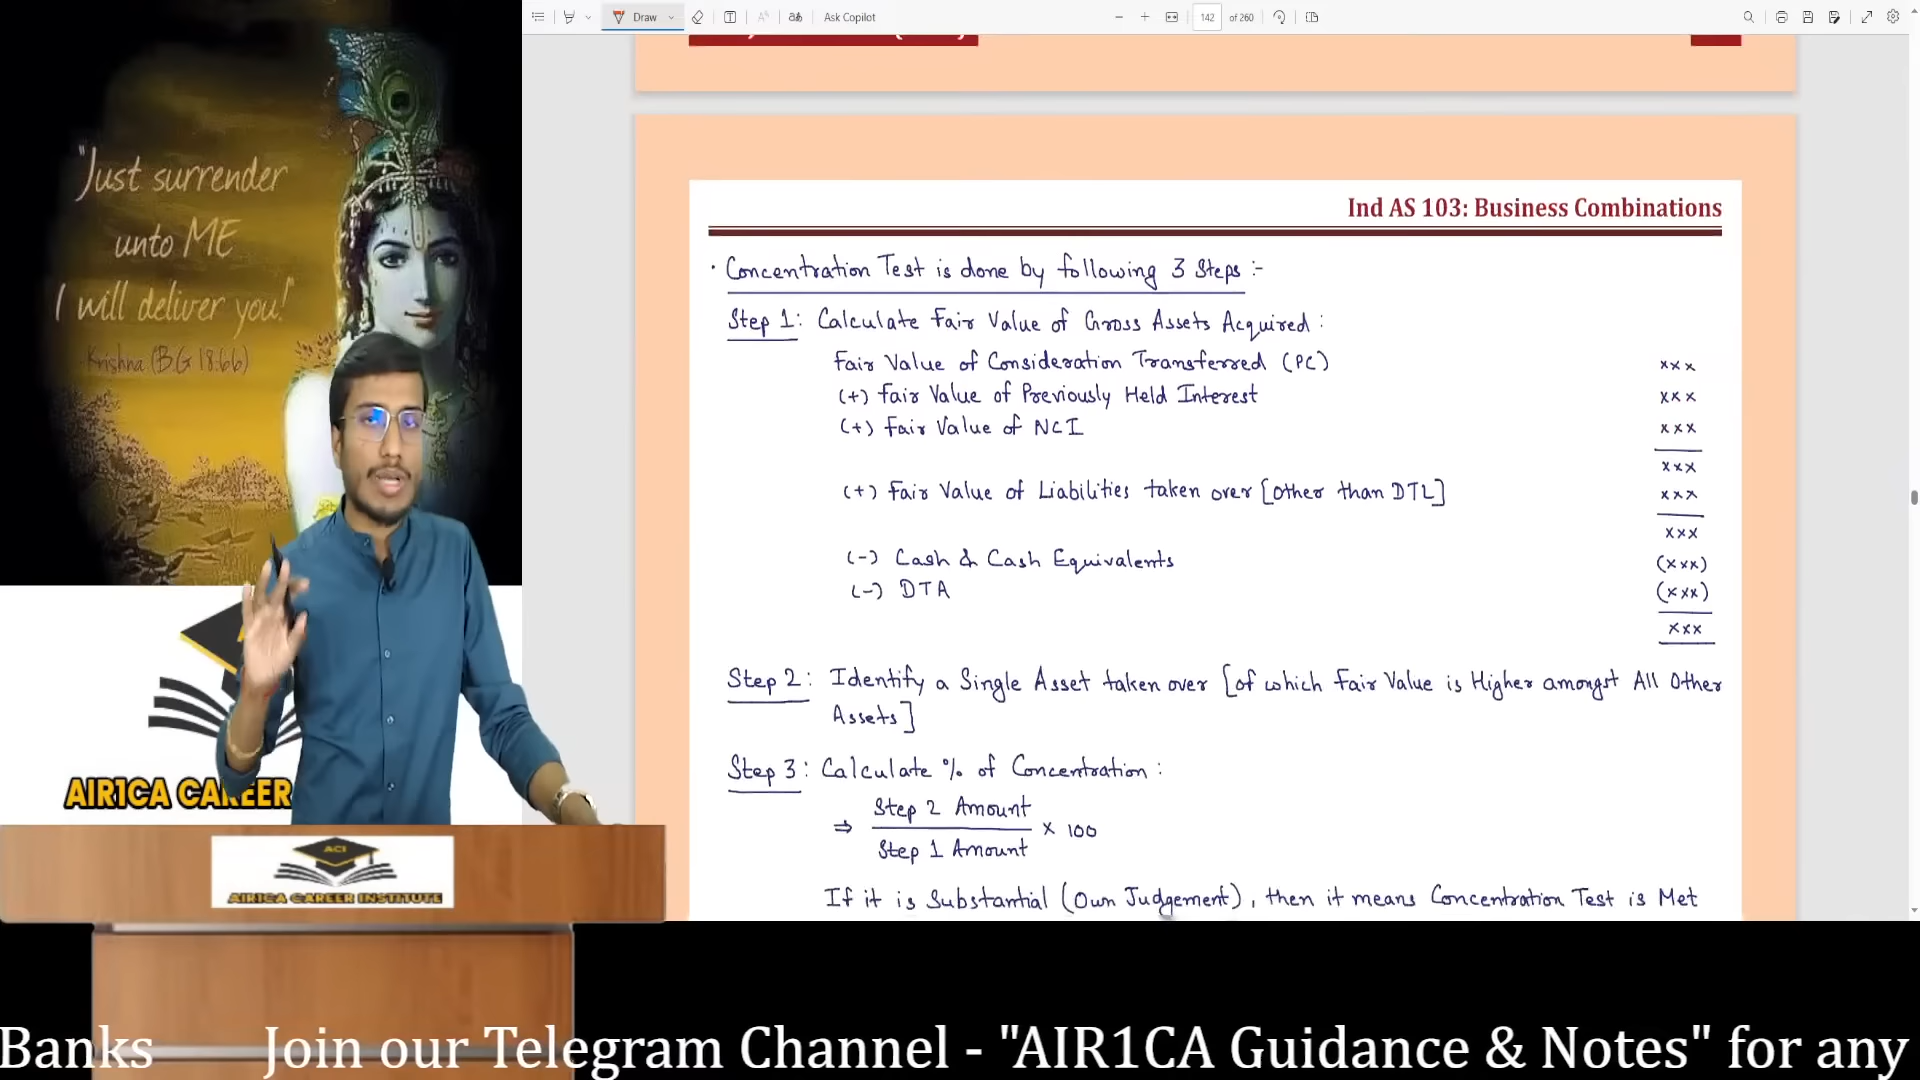 Draw
Ask Copilot
142
of 260
"Just surrender
unto ME
I will deliver you!"
- Krishna (B.G 18.66)
Ind AS 103: Business Combinations
· Concentration Test is done by following 3 Steps :-
Step 1: Calculate Fair Value of Gross Assets Acquired :
Fair Value of Consideration Transferred (PC) xxx
(+) Fair Value of Previously Held Interest xxx
(+) Fair Value of NCI xxx
xxx
(+) Fair Value of Liabilities taken over [Other than DTL] xxx
xxx
(-) Cash & Cash Equivalents (xxx)
(-) DTA (xxx)
xxx
Step 2: Identify a Single Asset taken over [of which Fair Value is Higher amongst All Other
Assets]
Step 3: Calculate % of Concentration :
⇒ Step 2 Amount
Step 1 Amount
× 100
If it is Substantial (Own Judgement), then it means Concentration Test is Met
AIR1CA CAREER
ACI
AIR1CA CAREER INSTITUTE
Banks Join our Telegram Channel - "AIR1CA Guidance & Notes" for any